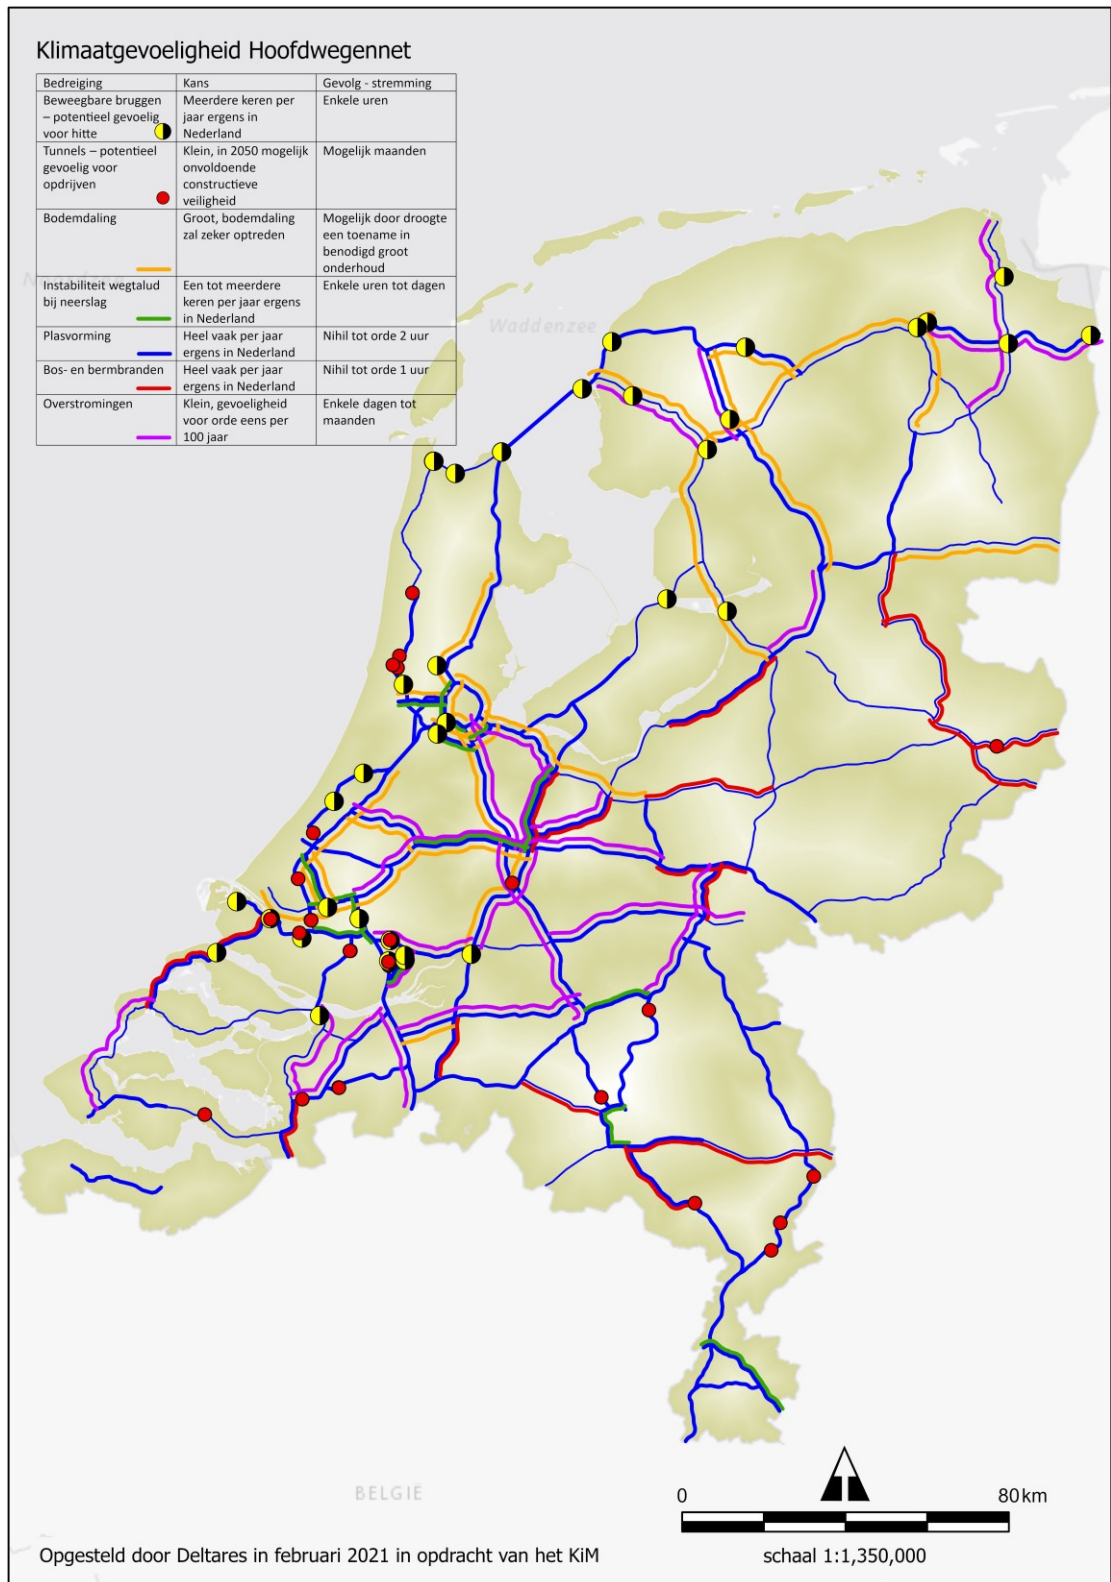 Klimaatgevoeligheid Hoofdwegennet
Bedreiging
Kans
Gevolg - stremming
Beweegbare bruggen
– potentieel gevoelig
voor hitte
Meerdere keren per
jaar ergens in
Nederland
Enkele uren
Tunnels – potentieel
gevoelig voor
opdrijven
Klein, in 2050 mogelijk
onvoldoende
constructieve
veiligheid
Mogelijk maanden
Bodemdaling
Groot, bodemdaling
zal zeker optreden
Mogelijk door droogte
een toename in
benodigd groot
onderhoud
Instabiliteit wegtalud
bij neerslag
Een tot meerdere
keren per jaar ergens
in Nederland
Enkele uren tot dagen
Plasvorming
Heel vaak per jaar
ergens in Nederland
Nihil tot orde 2 uur
Bos- en bermbranden
Heel vaak per jaar
ergens in Nederland
Nihil tot orde 1 uur
Overstromingen
Klein, gevoeligheid
voor orde eens per
100 jaar
Enkele dagen tot
maanden
Waddenzee
BELGIË
0
80 km
schaal 1:1,350,000
Opgesteld door Deltares in februari 2021 in opdracht van het KiM